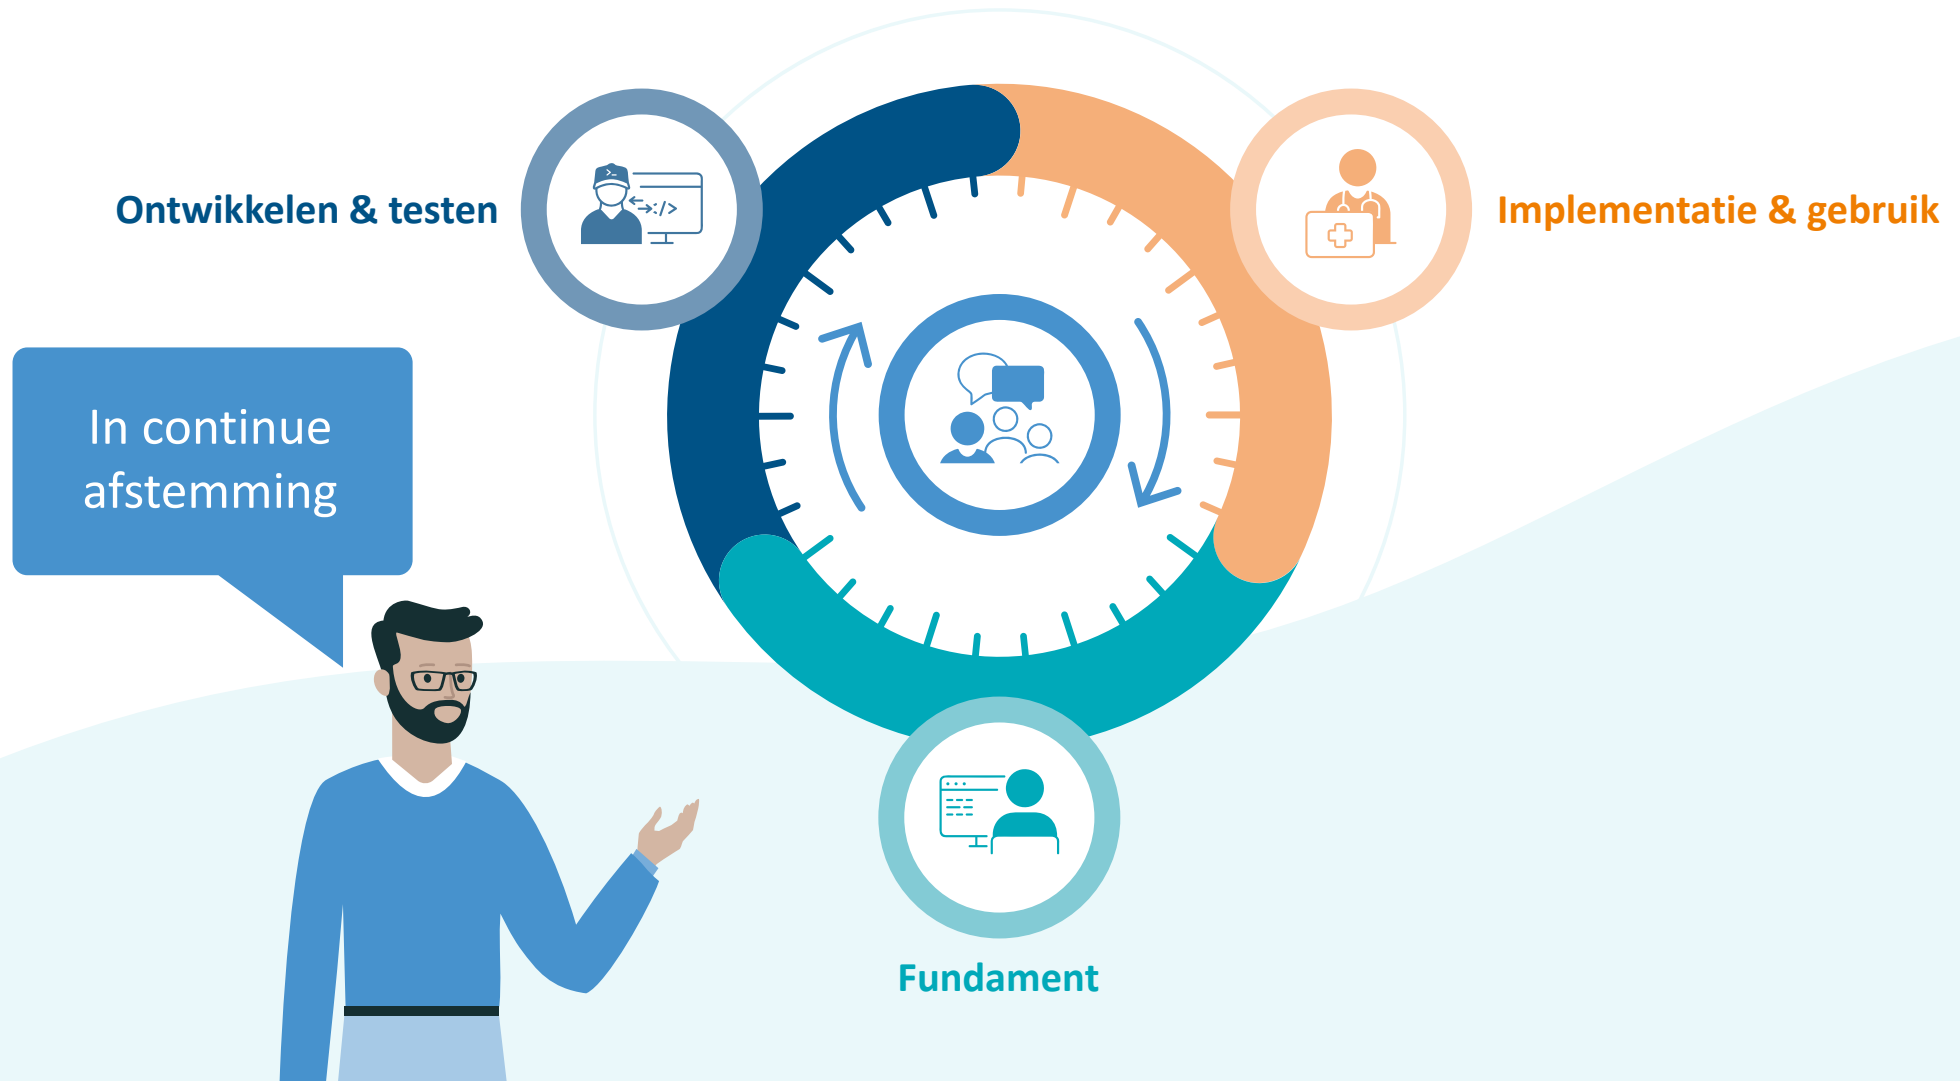 Ontwikkelen & testen
Implementatie & gebruik
In continue
afstemming
Fundament